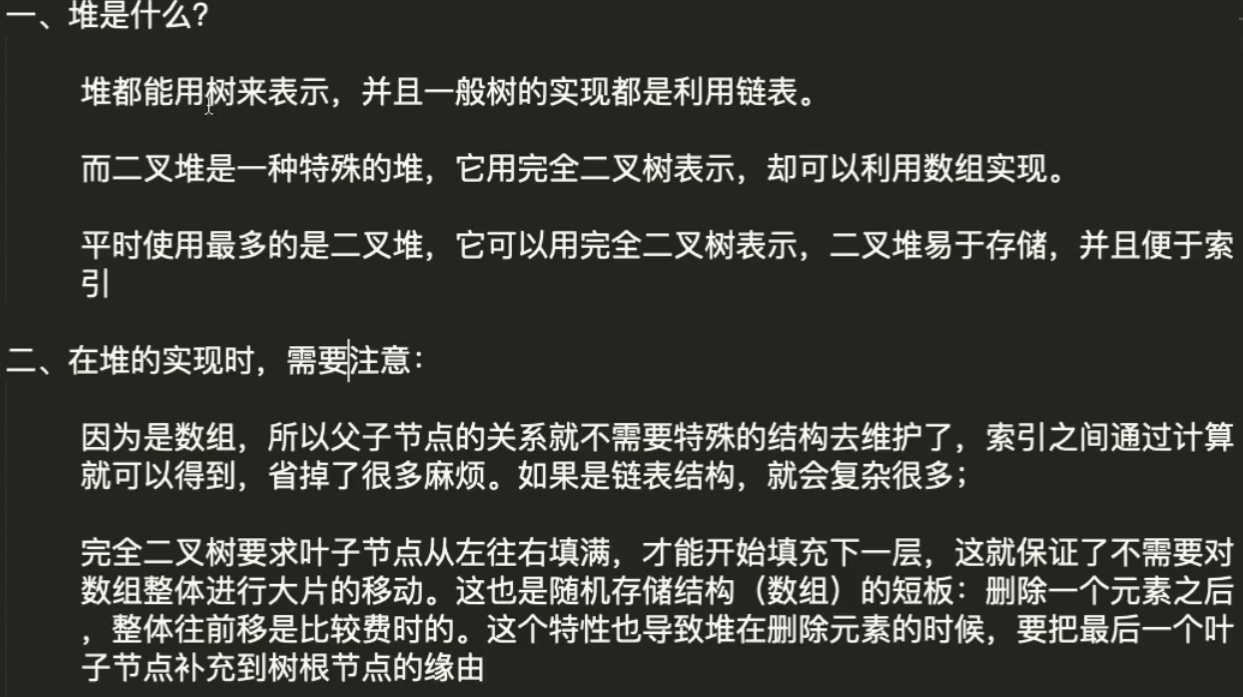 一、堆是什么?
堆都能用树来表示，并且一般树的实现都是利用链表。
而二叉堆是一种特殊的堆，它用完全二叉树表示，却可以利用数组实现。
平时使用最多的是二叉堆，它可以用完全二叉树表示，二叉堆易于存储，并且便于索
引
二、在堆的实现时，需要注意：
因为是数组，所以父子节点的关系就不需要特殊的结构去维护了，索引之间通过计算
就可以得到，省掉了很多麻烦。如果是链表结构，就会复杂很多；
完全二叉树要求叶子节点从左往右填满，才能开始填充下一层，这就保证了不需要对
数组整体进行大片的移动。这也是随机存储结构（数组）的短板：删除一个元素之后
，整体往前移是比较费时的。这个特性也导致堆在删除元素的时候，要把最后一个叶
子节点补充到树根节点的缘由